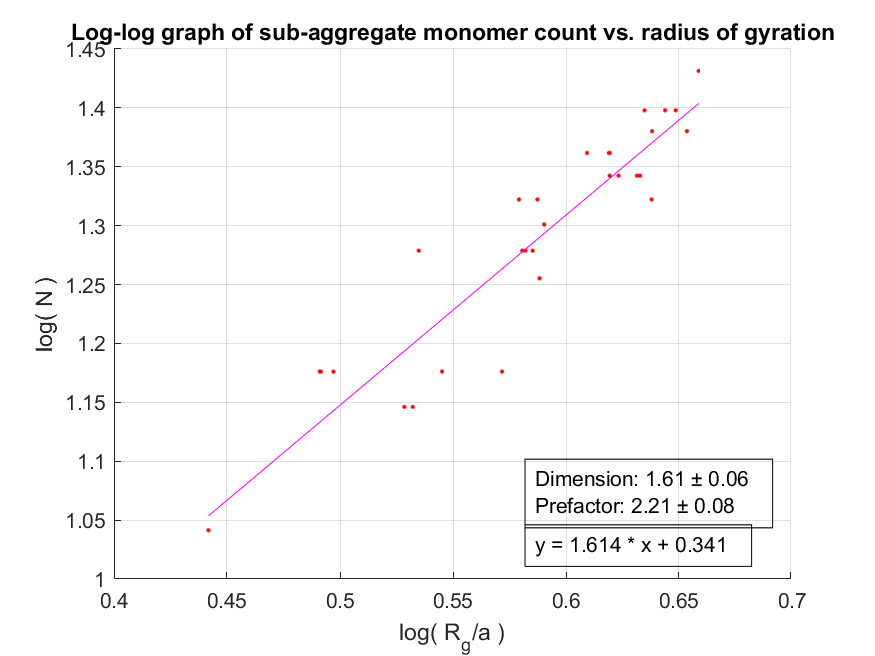 Log-log graph of sub-aggregate monomer count vs. radius of gyration
1.45
1.4
1.35
1.3
1.25
1.2
1.15
1.1
1.05
1
log( N )
Dimension: 1.61 ± 0.06
Prefactor: 2.21 ± 0.08
y = 1.614 * x + 0.341
0.4 0.45 0.5 0.55 0.6 0.65 0.7
log( Rg/a )